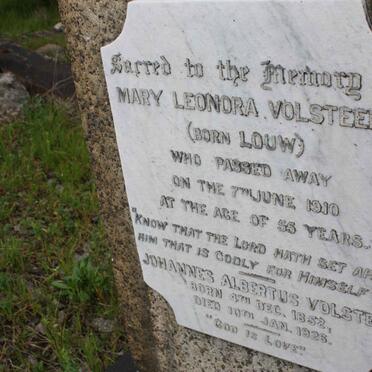 Sacred to the Memory
MARY LEONORA VOLSTEE
(BORN LOUW)
WHO PASSED AWAY
ON THE 7TH JUNE 1910
AT THE AGE OF 55 YEARS.
"KNOW THAT THE LORD HATH SET AP
HIM THAT IS GODLY FOR HIMSELF
JOHANNES ALBERTUS VOLSTE
BORN 4TH DEC. 1852,
DIED 10TH JAN. 1925.
"GOD IS LOVE"